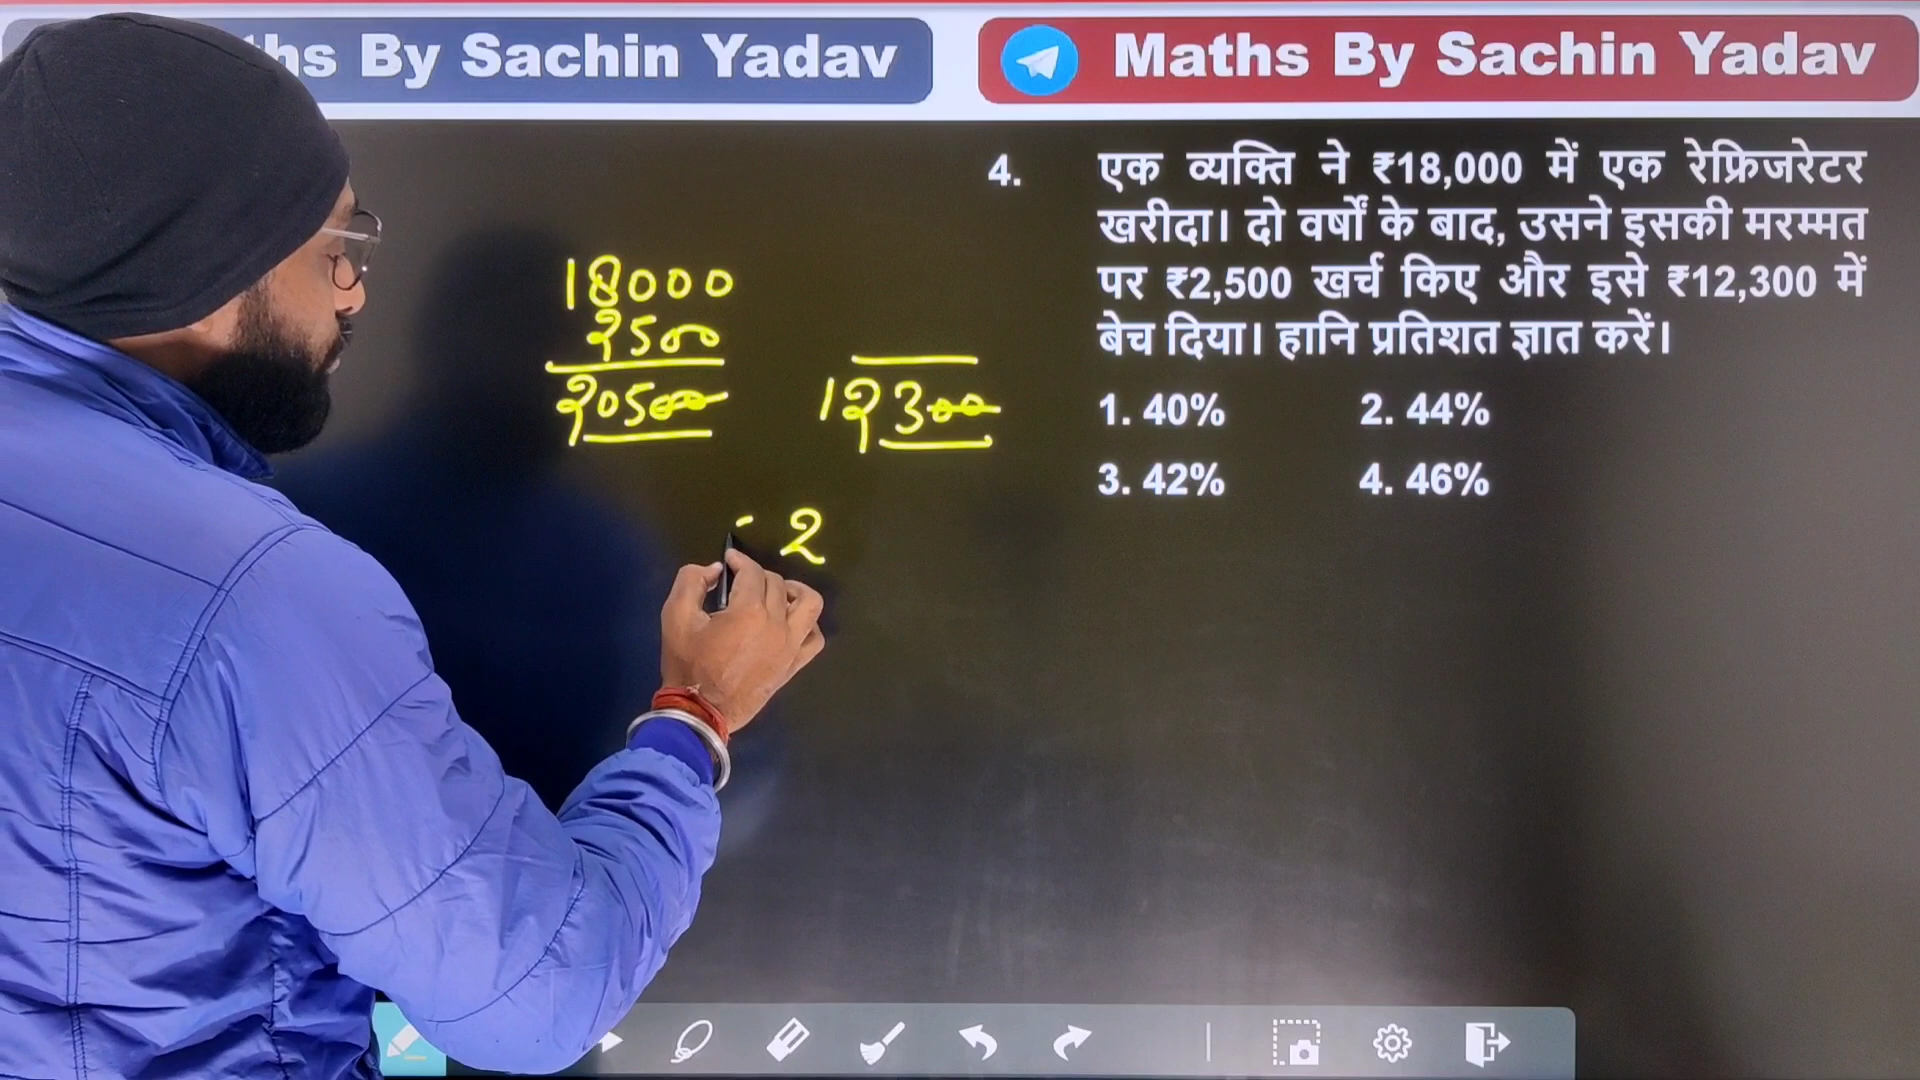 hs By Sachin Yadav
Maths By Sachin Yadav
4. एक व्यक्ति ने ₹18,000 में एक रेफ्रिजरेटर
खरीदा। दो वर्षों के बाद, उसने इसकी मरम्मत
पर ₹2,500 खर्च किए और इसे ₹12,300 में
बेच दिया। हानि प्रतिशत ज्ञात करें।
1. 40% 2. 44%
3. 42% 4. 46%
18000
2500
20500 12300
- 2